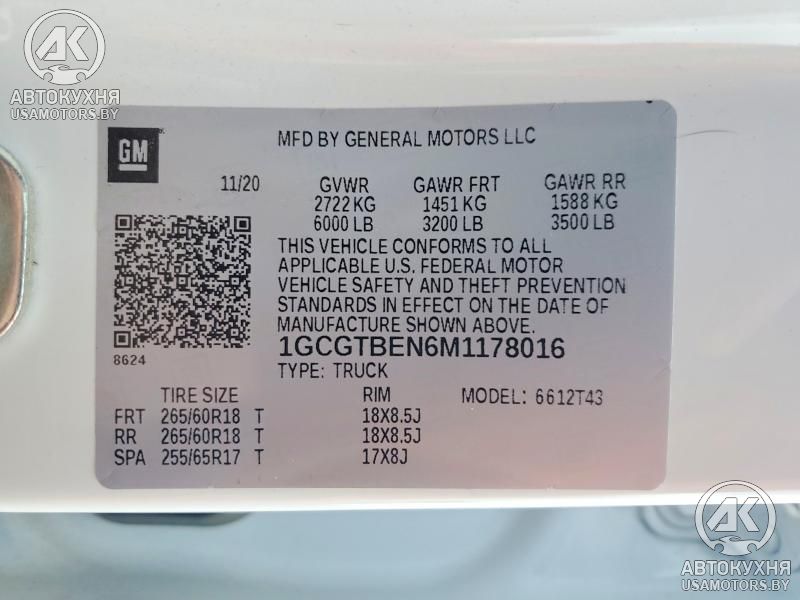 AK
АВТОКУХНЯ
USAMOTORS.BY
GM
MFD BY GENERAL MOTORS LLC
11/20 GVWR GAWR FRT GAWR RR
2722 KG 1451 KG 1588 KG
6000 LB 3200 LB 3500 LB
THIS VEHICLE CONFORMS TO ALL
APPLICABLE U.S. FEDERAL MOTOR
VEHICLE SAFETY AND THEFT PREVENTION
STANDARDS IN EFFECT ON THE DATE OF
MANUFACTURE SHOWN ABOVE.
8624
1GCGTBEN6M1178016
TYPE: TRUCK
TIRE SIZE RIM MODEL: 6612T43
FRT 265/60R18 T 18X8.5J
RR 265/60R18 T 18X8.5J
SPA 255/65R17 T 17X8J
AK
АВТОКУХНЯ
USAMOTORS.BY